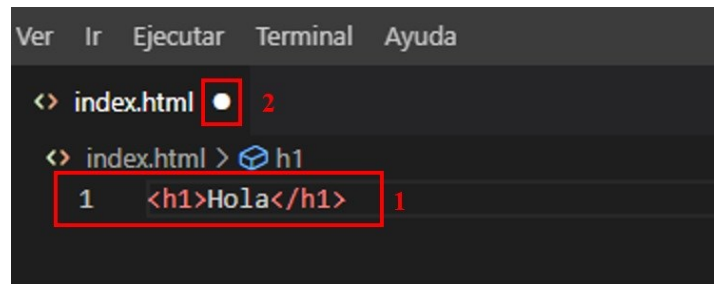 Ver Ir Ejecutar Terminal Ayuda
<> index.html ● 2
<> index.html > h1
1 <h1>Hola</h1> 1